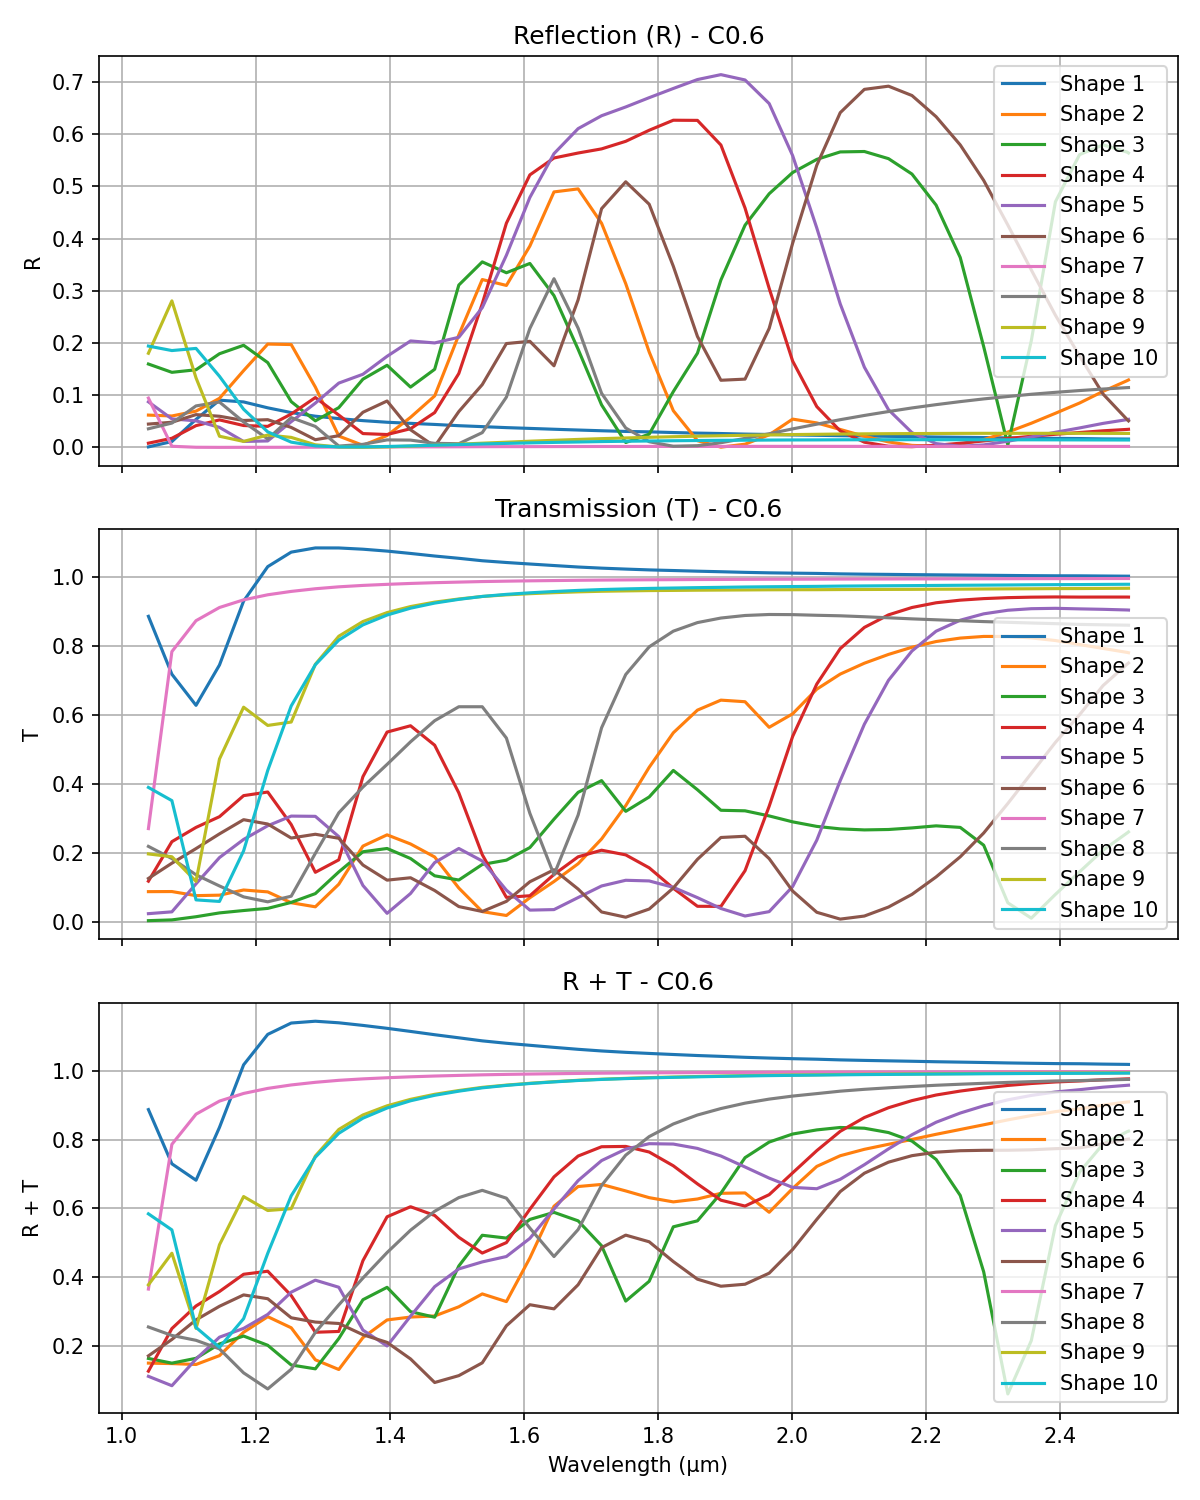 Reflection (R) - C0.6
0.7
0.6
0.5
0.4
0.3
0.2
0.1
0.0
R
Shape 1
Shape 2
Shape 3
Shape 4
Shape 5
Shape 6
Shape 7
Shape 8
Shape 9
Shape 10
Transmission (T) - C0.6
1.0
0.8
0.6
0.4
0.2
0.0
T
Shape 1
Shape 2
Shape 3
Shape 4
Shape 5
Shape 6
Shape 7
Shape 8
Shape 9
Shape 10
R + T - C0.6
1.0
0.8
0.6
0.4
0.2
R + T
Shape 1
Shape 2
Shape 3
Shape 4
Shape 5
Shape 6
Shape 7
Shape 8
Shape 9
Shape 10
1.0 1.2 1.4 1.6 1.8 2.0 2.2 2.4
Wavelength (μm)